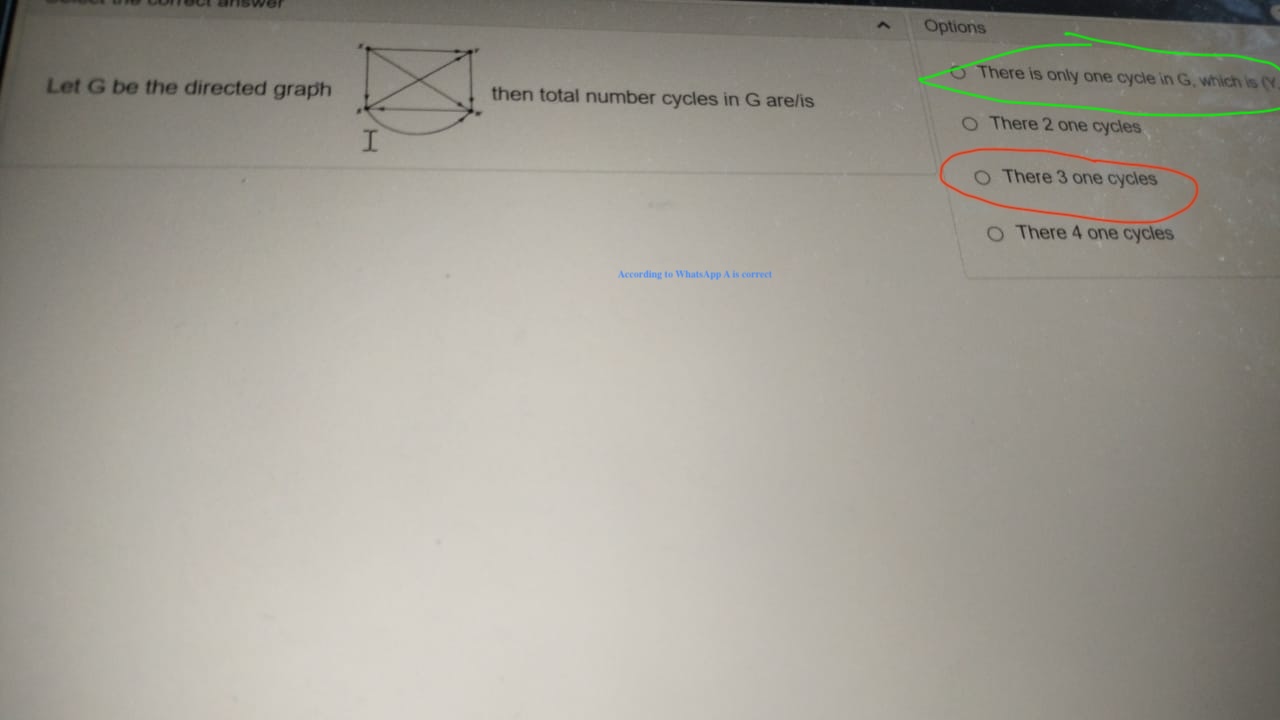 Select the correct answer
Let G be the directed graph
then total number cycles in G are/is
Options
There is only one cycle in G, which is (Y,
There 2 one cycles
There 3 one cycles
There 4 one cycles
According to WhatsApp A is correct